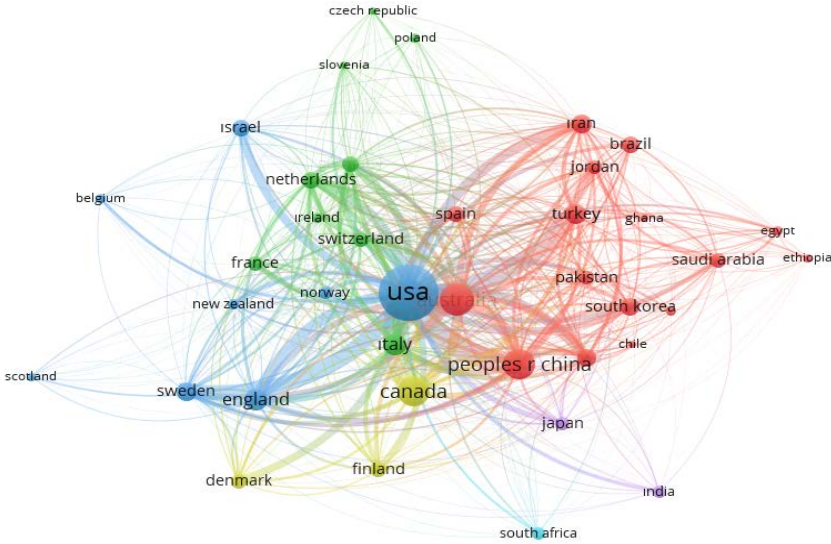 czech republic
poland
slovenia
israel
iran
brazil
jordan
netherlands
belgium
ireland
spain
turkey
ghana
switzerland
egypt
france
saudi arabia
ethiopia
pakistan
usa
australia
norway
new zealand
south korea
italy
chile
peoples r china
scotland
sweden
england
canada
japan
finland
denmark
india
south africa